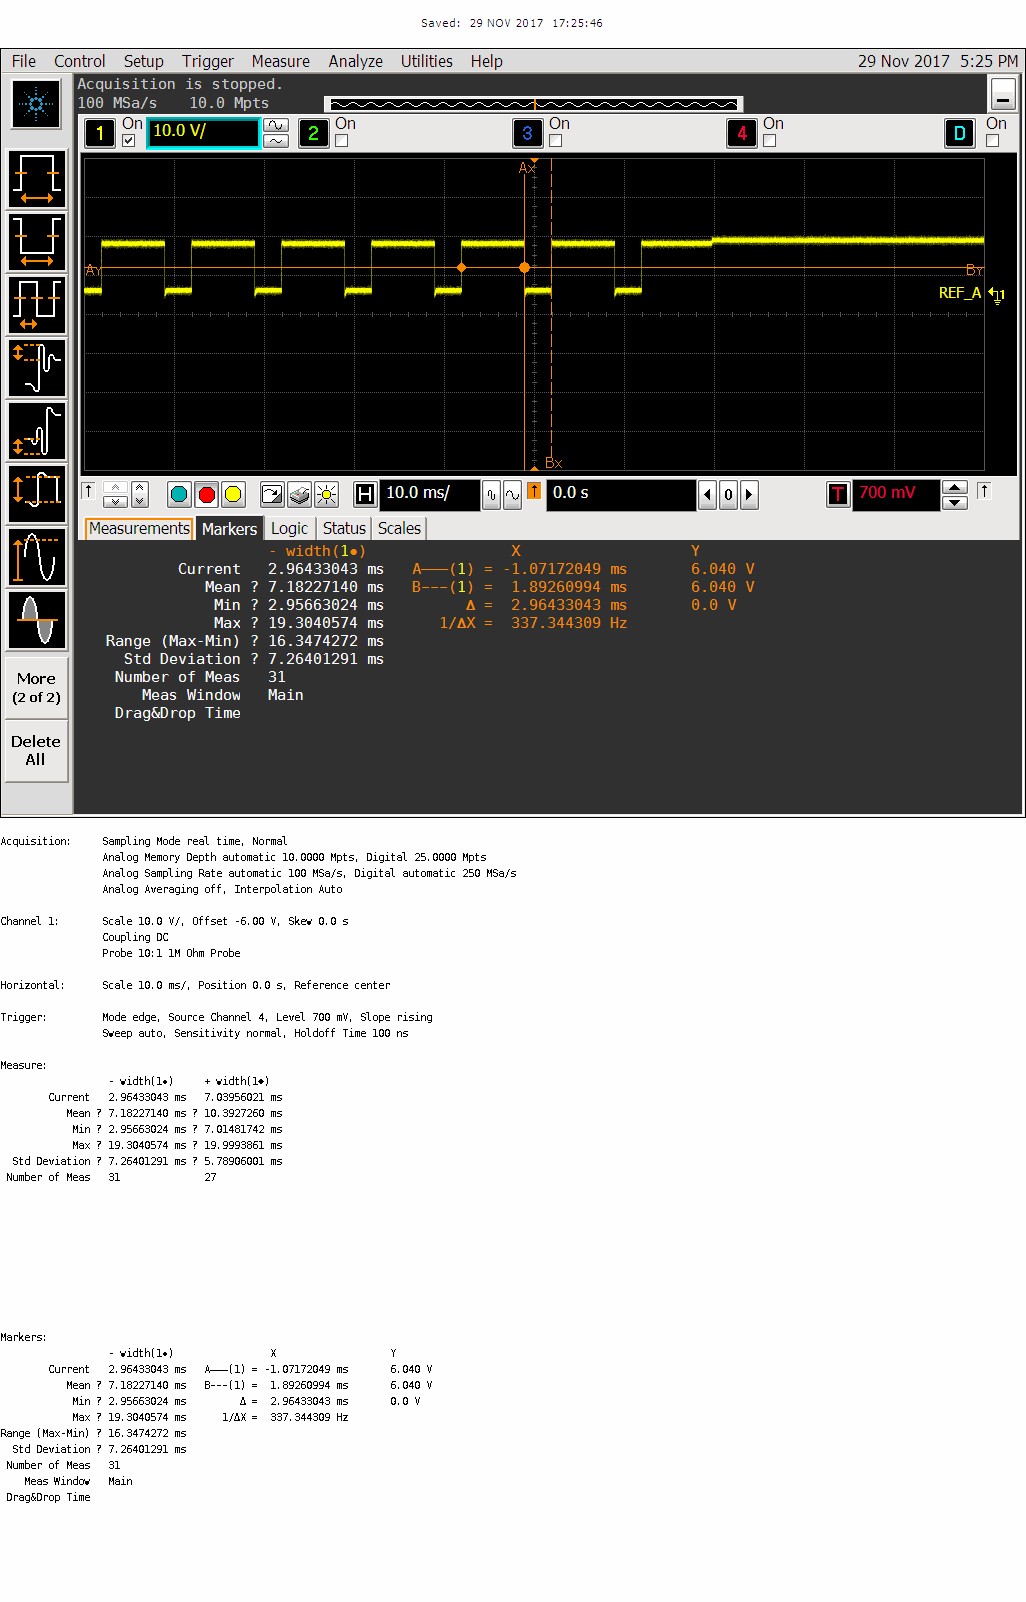 Saved:  29 NOV 2017  17:25:46
File Control Setup Trigger Measure Analyze Utilities Help 29 Nov 2017 5:25 PM
Acquisition is stopped.
100 MSa/s 10.0 Mpts
1 On 10.0 V/ 2 On 3 On 4 On D On
Ax
Ay By
REF_A 1
Bx
H 10.0 ms/ 0.0 s 0 T 700 mV
Measurements Markers Logic Status Scales
- width(1●) X Y
Current 2.96433043 ms A———(1) = -1.07172049 ms 6.040 V
Mean ? 7.18227140 ms B---(1) = 1.89260994 ms 6.040 V
Min ? 2.95663024 ms Δ = 2.96433043 ms 0.0 V
Max ? 19.3040574 ms 1/ΔX = 337.344309 Hz
Range (Max-Min) ? 16.3474272 ms
Std Deviation ? 7.26401291 ms
Number of Meas 31
Meas Window Main
Drag&Drop Time
More
(2 of 2)
Delete
All
Acquisition: Sampling Mode real time, Normal
Analog Memory Depth automatic 10.0000 Mpts, Digital 25.0000 Mpts
Analog Sampling Rate automatic 100 MSa/s, Digital automatic 250 MSa/s
Analog Averaging off, Interpolation Auto
Channel 1: Scale 10.0 V/, Offset -6.00 V, Skew 0.0 s
Coupling DC
Probe 10:1 1M Ohm Probe
Horizontal: Scale 10.0 ms/, Position 0.0 s, Reference center
Trigger: Mode edge, Source Channel 4, Level 700 mV, Slope rising
Sweep auto, Sensitivity normal, Holdoff Time 100 ns
Measure:
- width(1●) + width(1◆)
Current 2.96433043 ms 7.03956021 ms
Mean ? 7.18227140 ms ? 10.3927260 ms
Min ? 2.95663024 ms ? 7.01481742 ms
Max ? 19.3040574 ms ? 19.9993861 ms
Std Deviation ? 7.26401291 ms ? 5.78906001 ms
Number of Meas 31 27
Markers:
- width(1●) X Y
Current 2.96433043 ms A———(1) = -1.07172049 ms 6.040 V
Mean ? 7.18227140 ms B---(1) = 1.89260994 ms 6.040 V
Min ? 2.95663024 ms Δ = 2.96433043 ms 0.0 V
Max ? 19.3040574 ms 1/ΔX = 337.344309 Hz
Range (Max-Min) ? 16.3474272 ms
Std Deviation ? 7.26401291 ms
Number of Meas 31
Meas Window Main
Drag&Drop Time